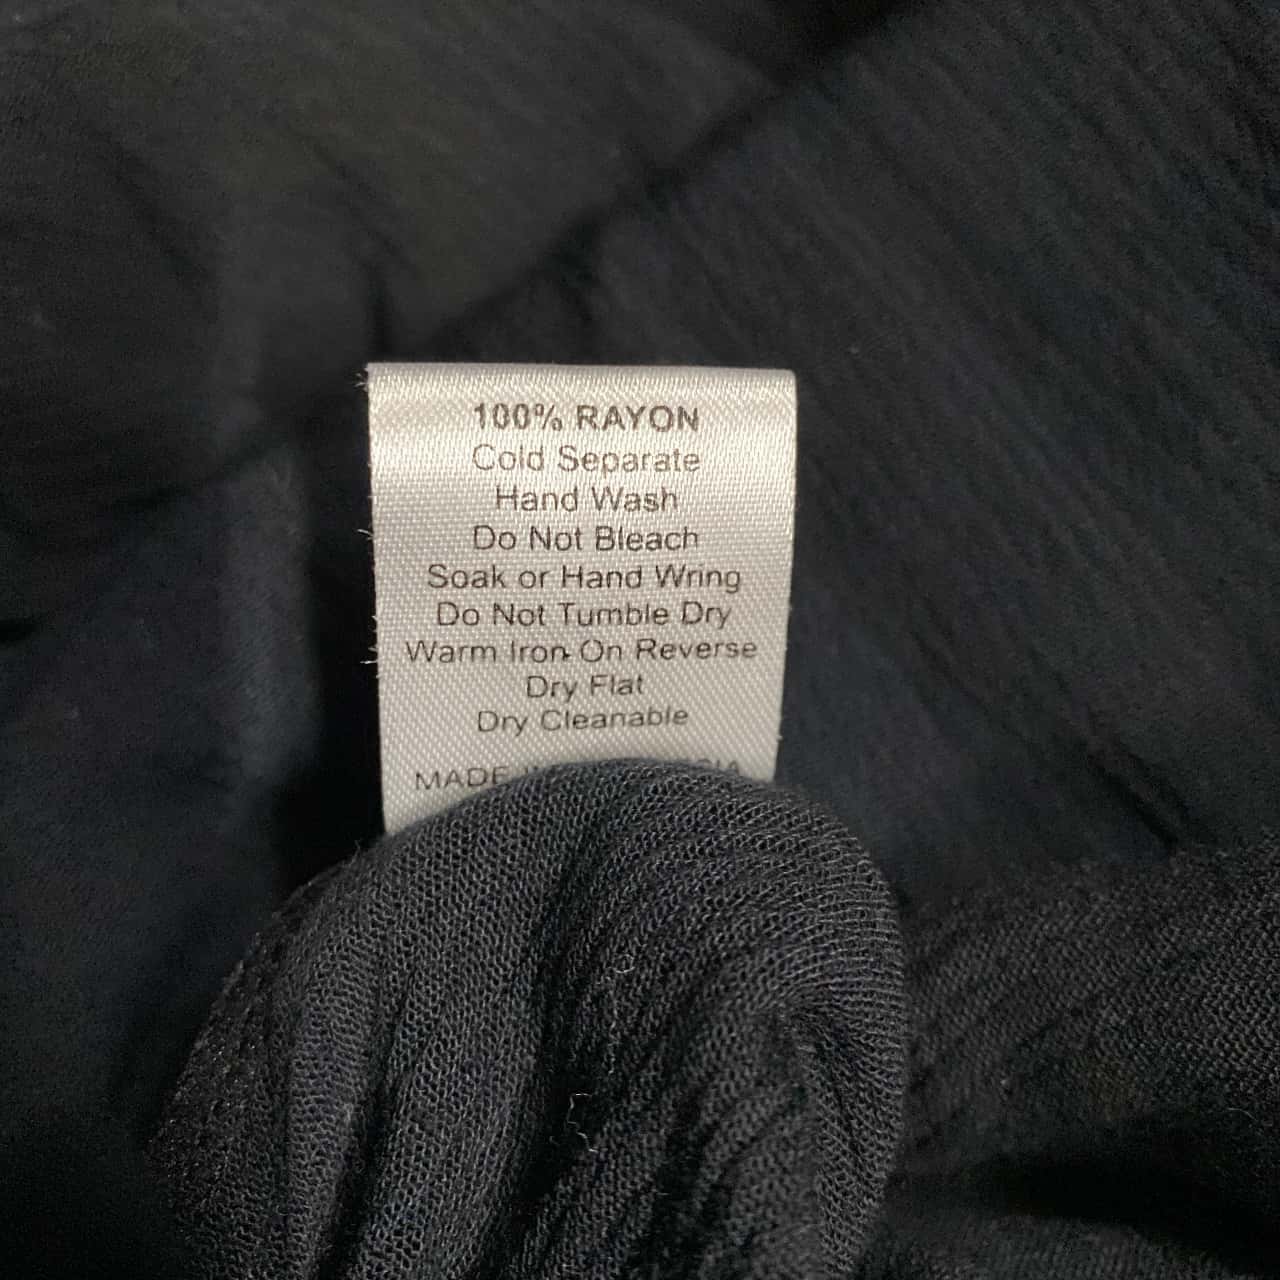 100% RAYON
Cold Separate
Hand Wash
Do Not Bleach
Soak or Hand Wring
Do Not Tumble Dry
Warm Iron On Reverse
Dry Flat
Dry Cleanable
MADE